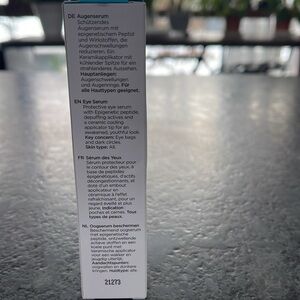 DE Augenserum
Schützendes
Augenserum mit
epigenetischem Peptid
und Wirkstoffen, die
Augenschwellungen
reduzieren. Ein
Keramikapplikator mit
kühlender Spitze für ein
strahlenderes Aussehen.
Hauptanliegen:
Augenschwellungen
und Augenringe. Für
alle Hauttypen geeignet.
EN Eye Serum
Protective eye serum
with Epigenetic peptide,
depuffing actives and
a ceramic cooling
applicator tip for an
awakened, youthful look.
Key concern: Eye bags
and dark circles.
Skin type: All.
FR Sérum des Yeux
Sérum protecteur pour
le contour des yeux, à
base de peptides
épigénétiques, d'actifs
décongestionnants, et
doté d'un embout
applicateur en
céramique à l'effet
rafraîchissant, pour un
regard éveillé et plus
jeune. Indication:
poches et cernes. Tous
types de peaux.
NL Oogserum beschermen
Beschermend oogserum
met epigenetische
peptide, ontzwellende
actieve stoffen en een
koele punt met
keramische applicator
voor een wakker en
jeugdig uiterlijk.
Aandachtspunten:
oogwallen en donkere
kringen. Huidtype: alle
21273